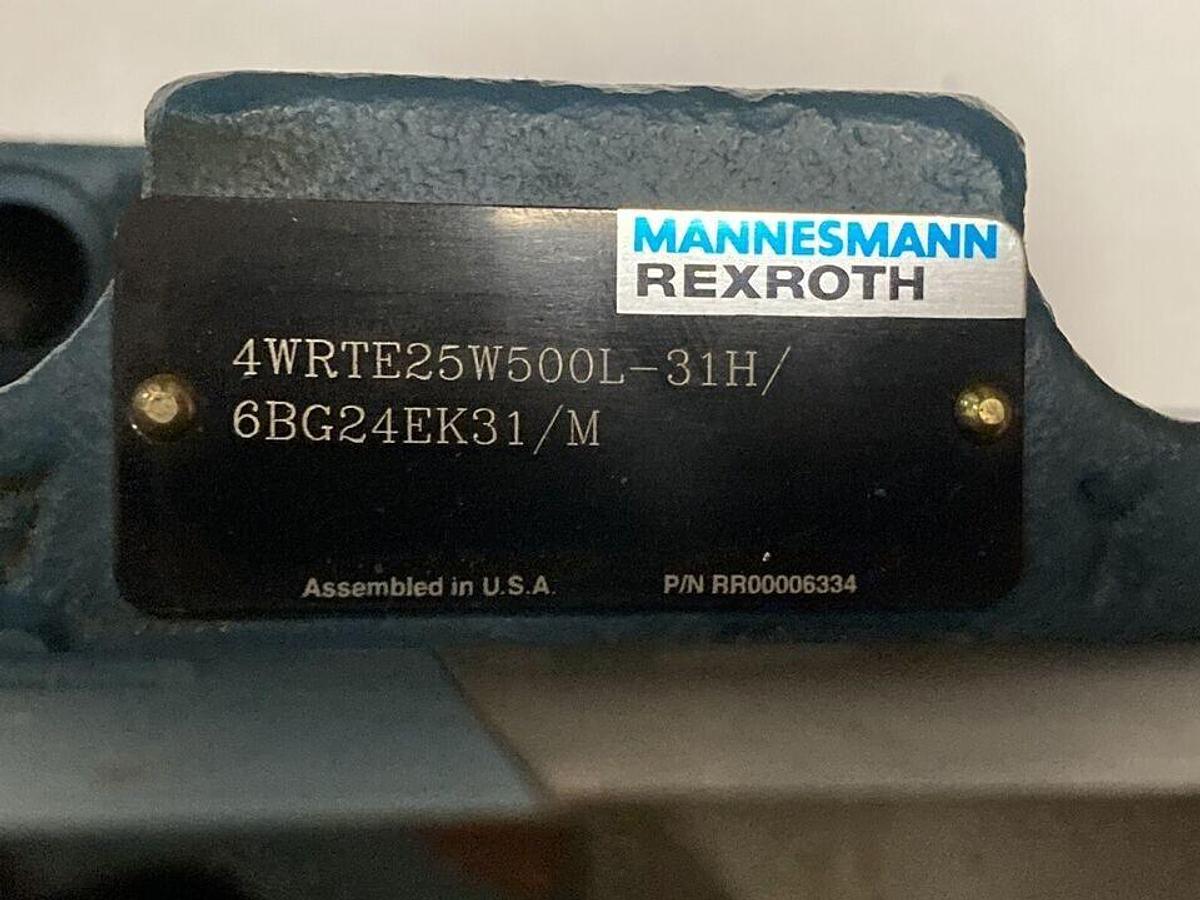 MANNESMANN
REXROTH
4WRTE25W500L-31H/
6BG24EK31/M
Assembled in U.S.A.
P/N RR00006334